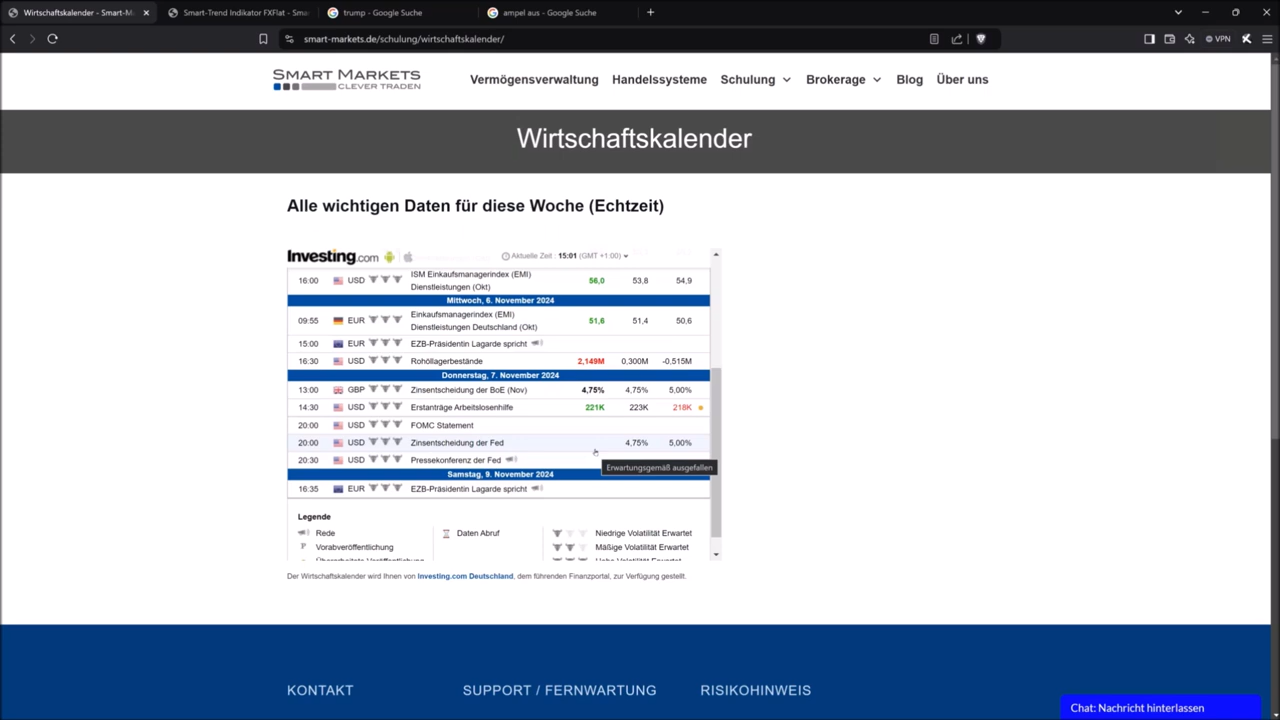 Wirtschaftskalender - Smart-Ma
Smart-Trend Indikator FXFlat - Sma
trump - Google Suche
ampel aus - Google Suche
smart-markets.de/schulung/wirtschaftskalender/
VPN
SMART MARKETS
CLEVER TRADEN
Vermögensverwaltung Handelssysteme Schulung Brokerage Blog Über uns
Wirtschaftskalender
Alle wichtigen Daten für diese Woche (Echtzeit)
Investing.com Aktuelle Zeit : 15:01 (GMT +1:00)
16:00 USD ISM Einkaufsmanagerindex (EMI) Dienstleistungen (Okt) 56,0 53,8 54,9
Mittwoch, 6. November 2024
09:55 EUR Einkaufsmanagerindex (EMI) Dienstleistungen Deutschland (Okt) 51,6 51,4 50,6
15:00 EUR EZB-Präsidentin Lagarde spricht
16:30 USD Rohöllagerbestände 2,149M 0,300M -0,515M
Donnerstag, 7. November 2024
13:00 GBP Zinsentscheidung der BoE (Nov) 4,75% 4,75% 5,00%
14:30 USD Erstanträge Arbeitslosenhilfe 221K 223K 218K
20:00 USD FOMC Statement
20:00 USD Zinsentscheidung der Fed 4,75% 5,00%
20:30 USD Pressekonferenz der Fed
Erwartungsgemäß ausgefallen
Samstag, 9. November 2024
16:35 EUR EZB-Präsidentin Lagarde spricht
Legende
Rede Daten Abruf Niedrige Volatilität Erwartet
P Vorabveröffentlichung Mäßige Volatilität Erwartet
Der Wirtschaftskalender wird Ihnen von Investing.com Deutschland, dem führenden Finanzportal, zur Verfügung gestellt.
KONTAKT SUPPORT / FERNWARTUNG RISIKOHINWEIS
Chat: Nachricht hinterlassen